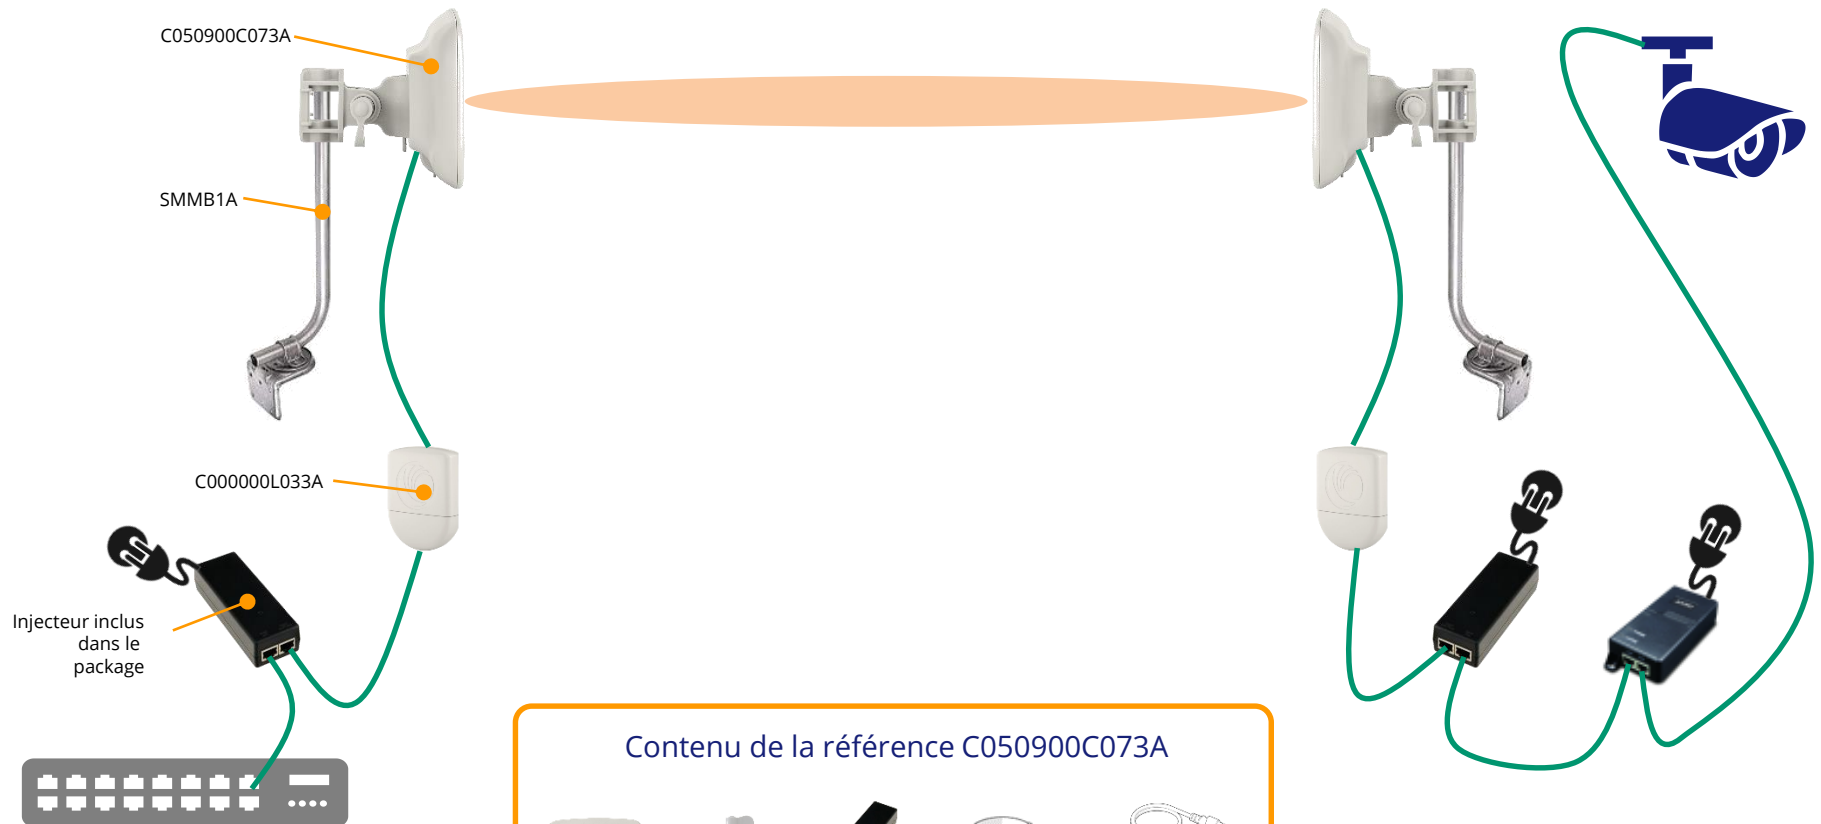 C050900C073A
SMMB1A
C000000L033A
Injecteur inclus
dans le
package
Contenu de la référence C050900C073A